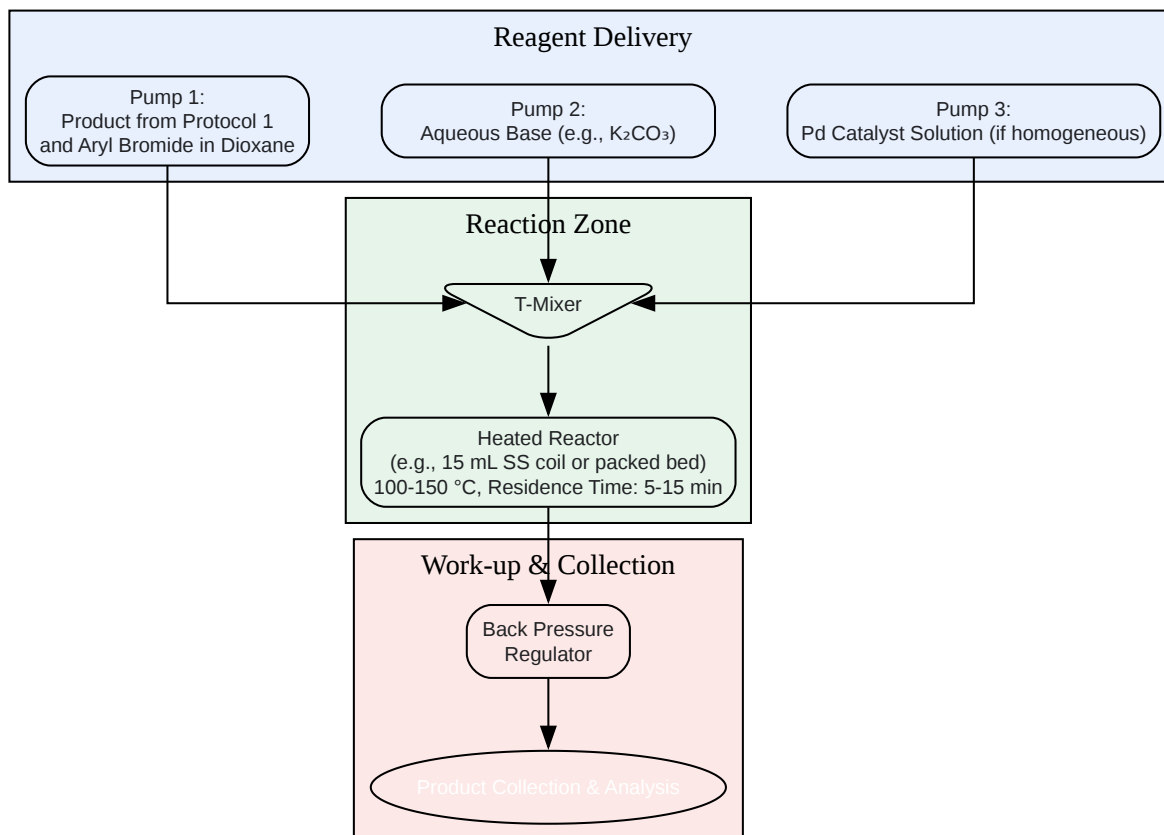 Reagent Delivery
Pump 1:
Product from Protocol 1
and Aryl Bromide in Dioxane
Pump 2:
Aqueous Base (e.g., K₂CO₃)
Pump 3:
Pd Catalyst Solution (if homogeneous)
Reaction Zone
T-Mixer
Heated Reactor
(e.g., 15 mL SS coil or packed bed)
100-150 °C, Residence Time: 5-15 min
Work-up & Collection
Back Pressure
Regulator
Product Collection & Analysis